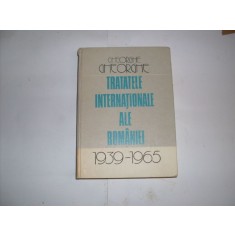 GHEORGHE
GHEORGHE
TRATATELE
INTERNAȚIONALE
ALE
ROMÂNIEI
1939-1965